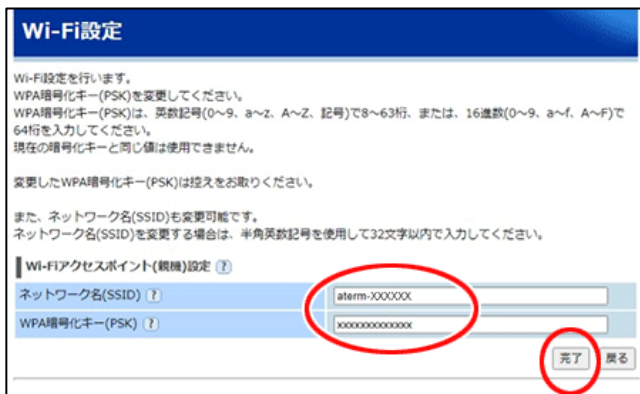 Wi-Fi設定
Wi-Fi設定を行います。
WPA暗号化キー(PSK)を変更してください。
WPA暗号化キー(PSK)は、英数記号(0～9、a～z、A～Z、記号)で8～63桁、または、16進数(0～9、a～f、A～F)で
64桁を入力してください。
現在の暗号化キーと同じ値は使用できません。
変更したWPA暗号化キー(PSK)は控えをお取りください。
また、ネットワーク名(SSID)も変更可能です。
ネットワーク名(SSID)を変更する場合は、半角英数記号を使用して32文字以内で入力してください。
Wi-Fiアクセスポイント(親機)設定 ?
ネットワーク名(SSID) ? aterm-XXXXXX
WPA暗号化キー(PSK) ? xxxxxxxxxxxxx
完了 戻る